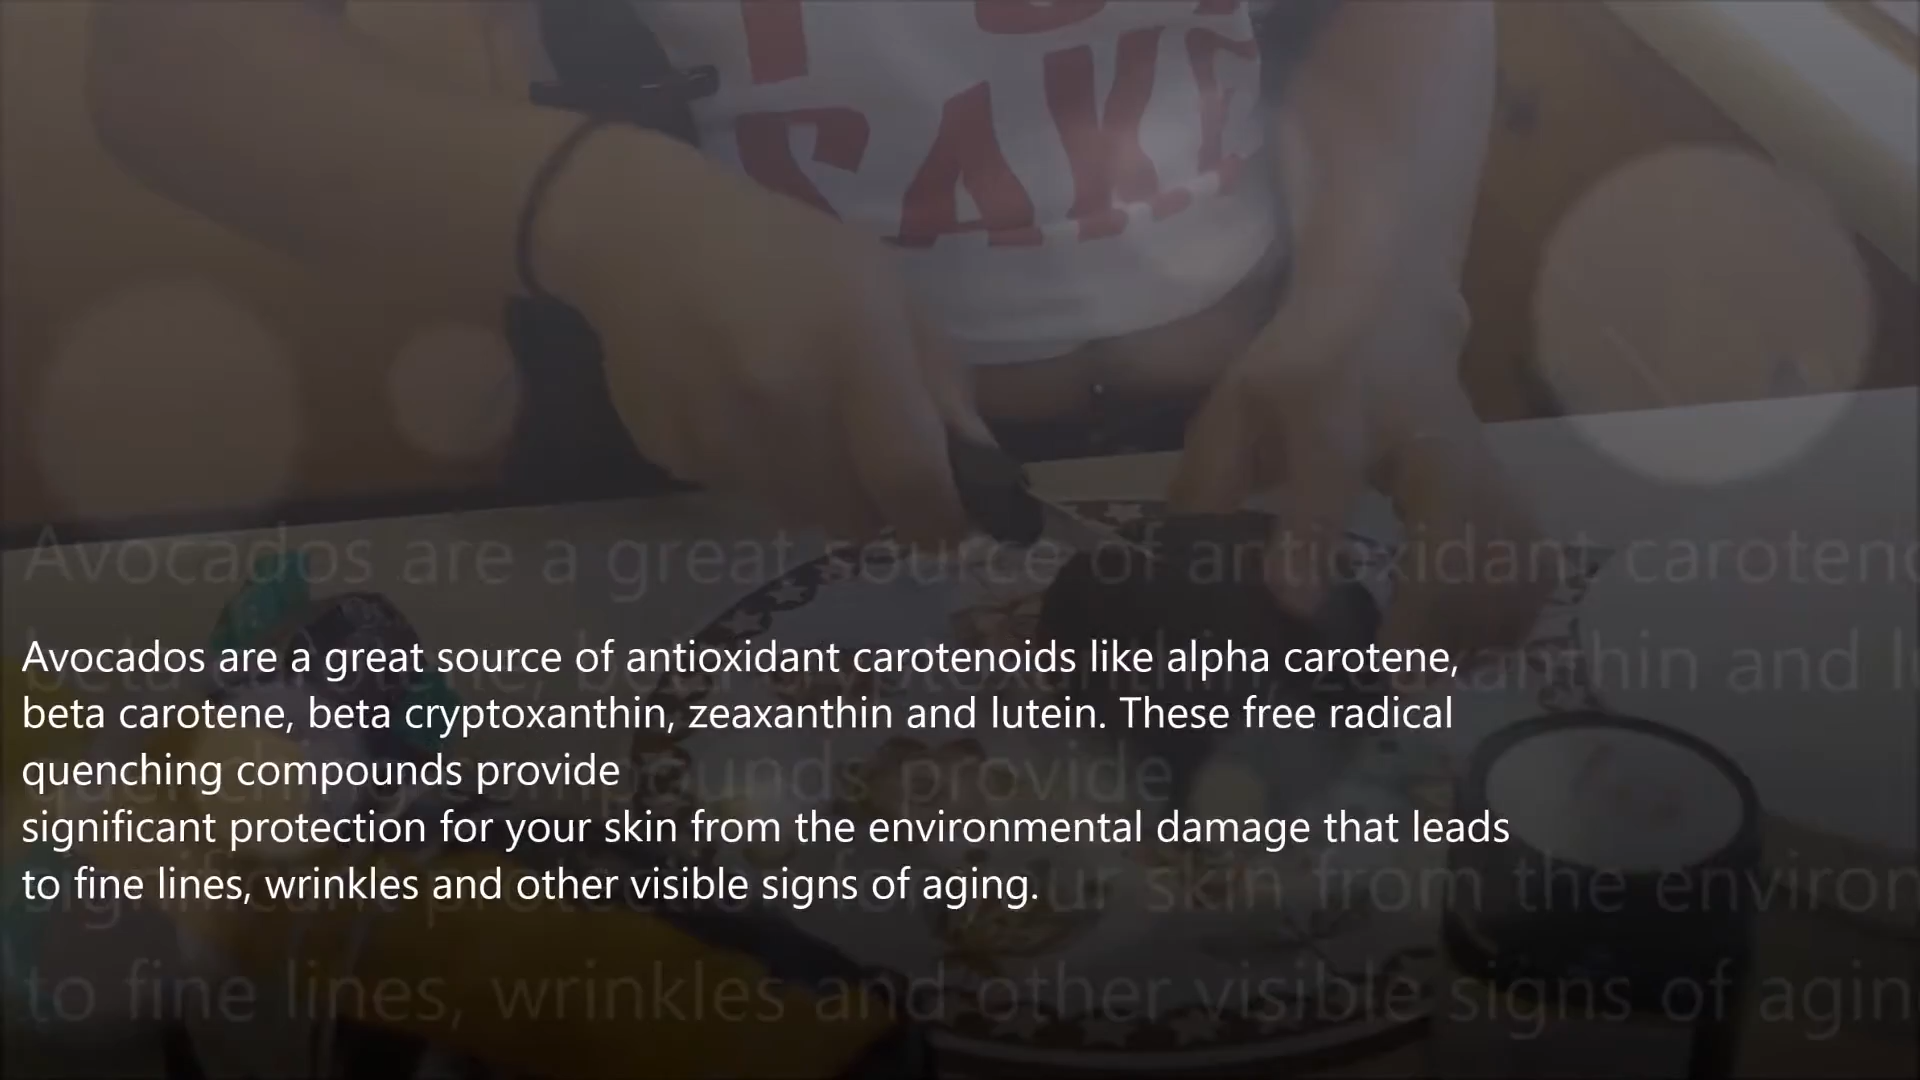 SAKE
Avocados are a great source of antioxidant carotenoids like alpha carotene,
beta carotene, beta cryptoxanthin, zeaxanthin and lutein. These free radical
quenching compounds provide
significant protection for your skin from the environmental damage that leads
to fine lines, wrinkles and other visible signs of aging.